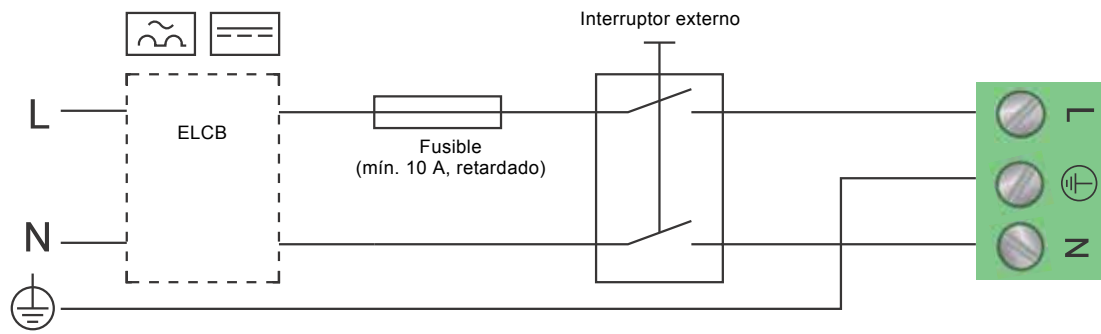 Interruptor externo
L
ELCB
Fusible
(mín. 10 A, retardado)
L
N
N